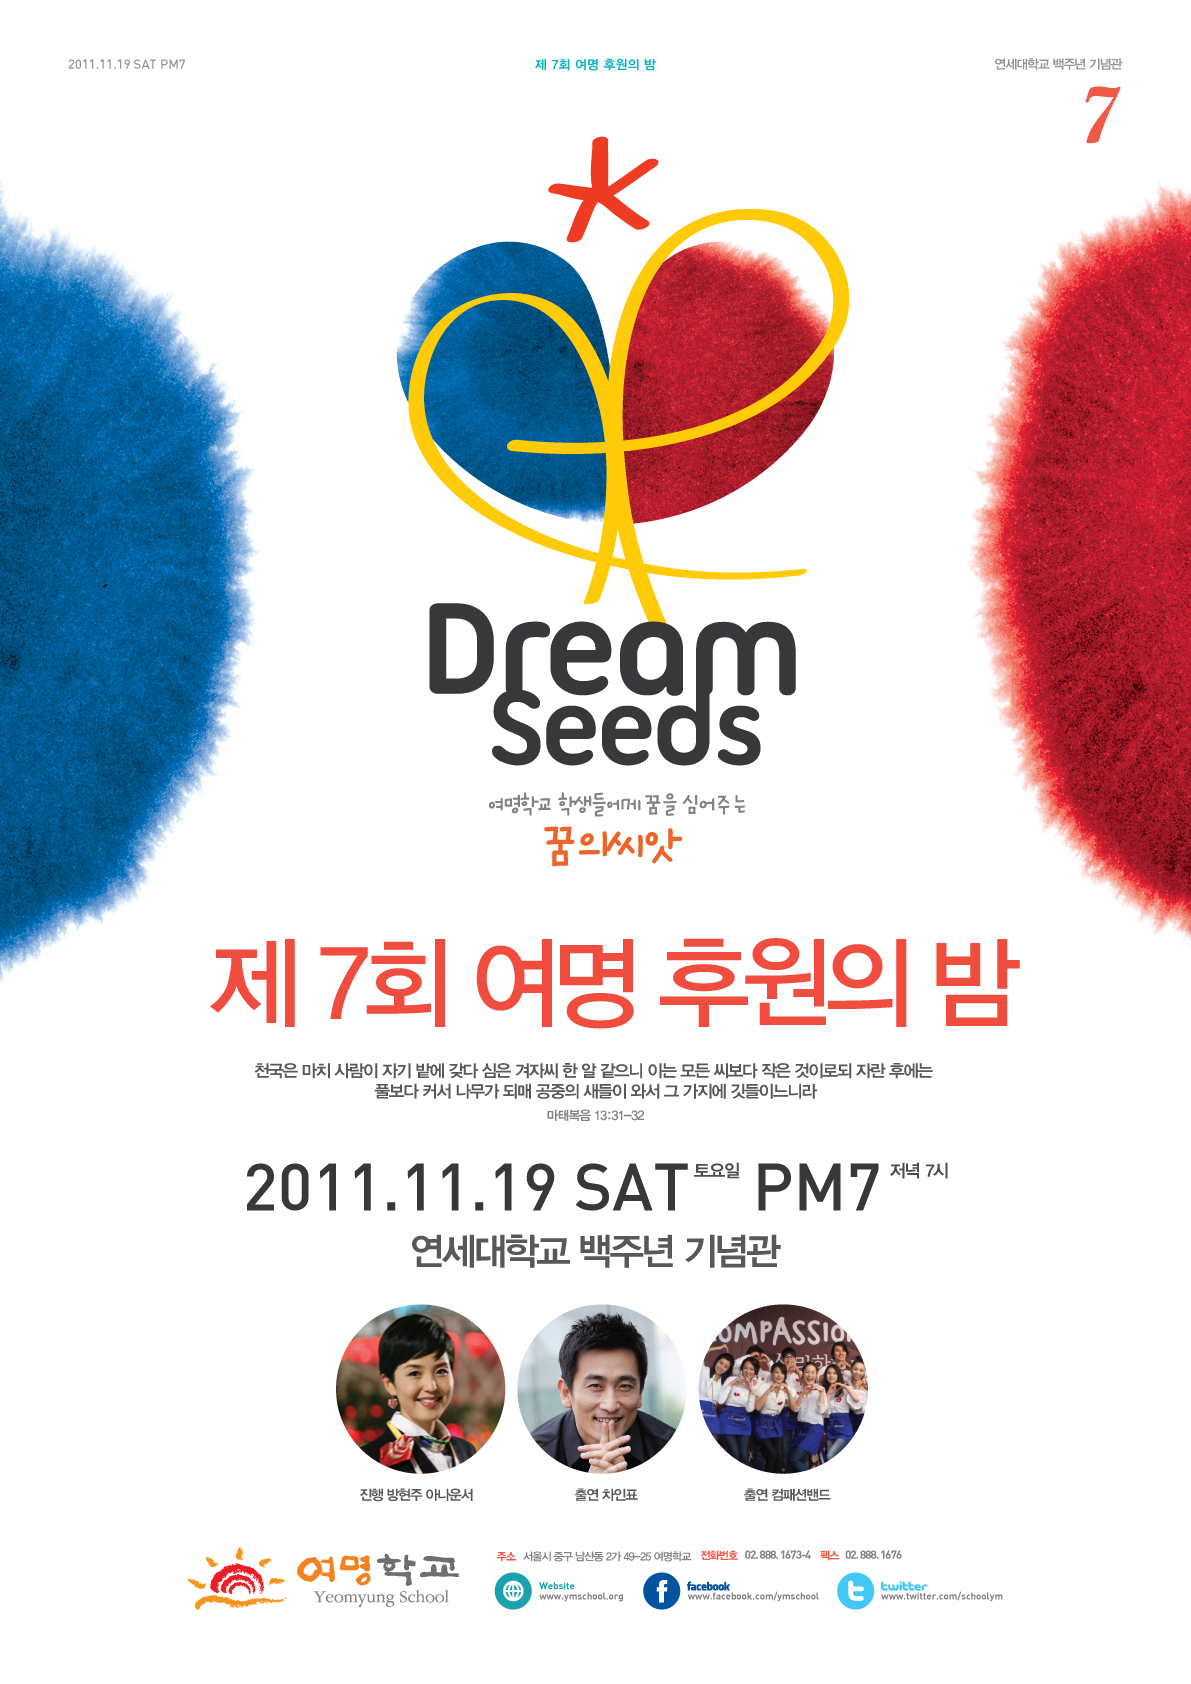 2011.11.19 SAT PM7
제 7회 여명 후원의 밤
연세대학교 백주년 기념관
7
Dream
Seeds
여명학교 학생들에게 꿈을 심어주는
꿈의씨앗
제 7회 여명 후원의 밤
천국은 마치 사람이 자기 밭에 갖다 심은 겨자씨 한 알 같으니 이는 모든 씨보다 작은 것이로되 자란 후에는
풀보다 커서 나무가 되매 공중의 새들이 와서 그 가지에 깃들이느니라
마태복음 13:31-32
2011.11.19 SAT 토요일 PM7 저녁 7시
연세대학교 백주년 기념관
COMPASSION
진행 방현주 아나운서
출연 차인표
출연 컴패션밴드
여명학교
Yeomyung School
주소 서울시 중구 남산동 2가 49-25 여명학교 전화번호 02. 888. 1673-4 팩스 02. 888. 1676
Website
www.ymschool.org
facebook
www.facebook.com/ymschool
twitter
www.twitter.com/schoolym